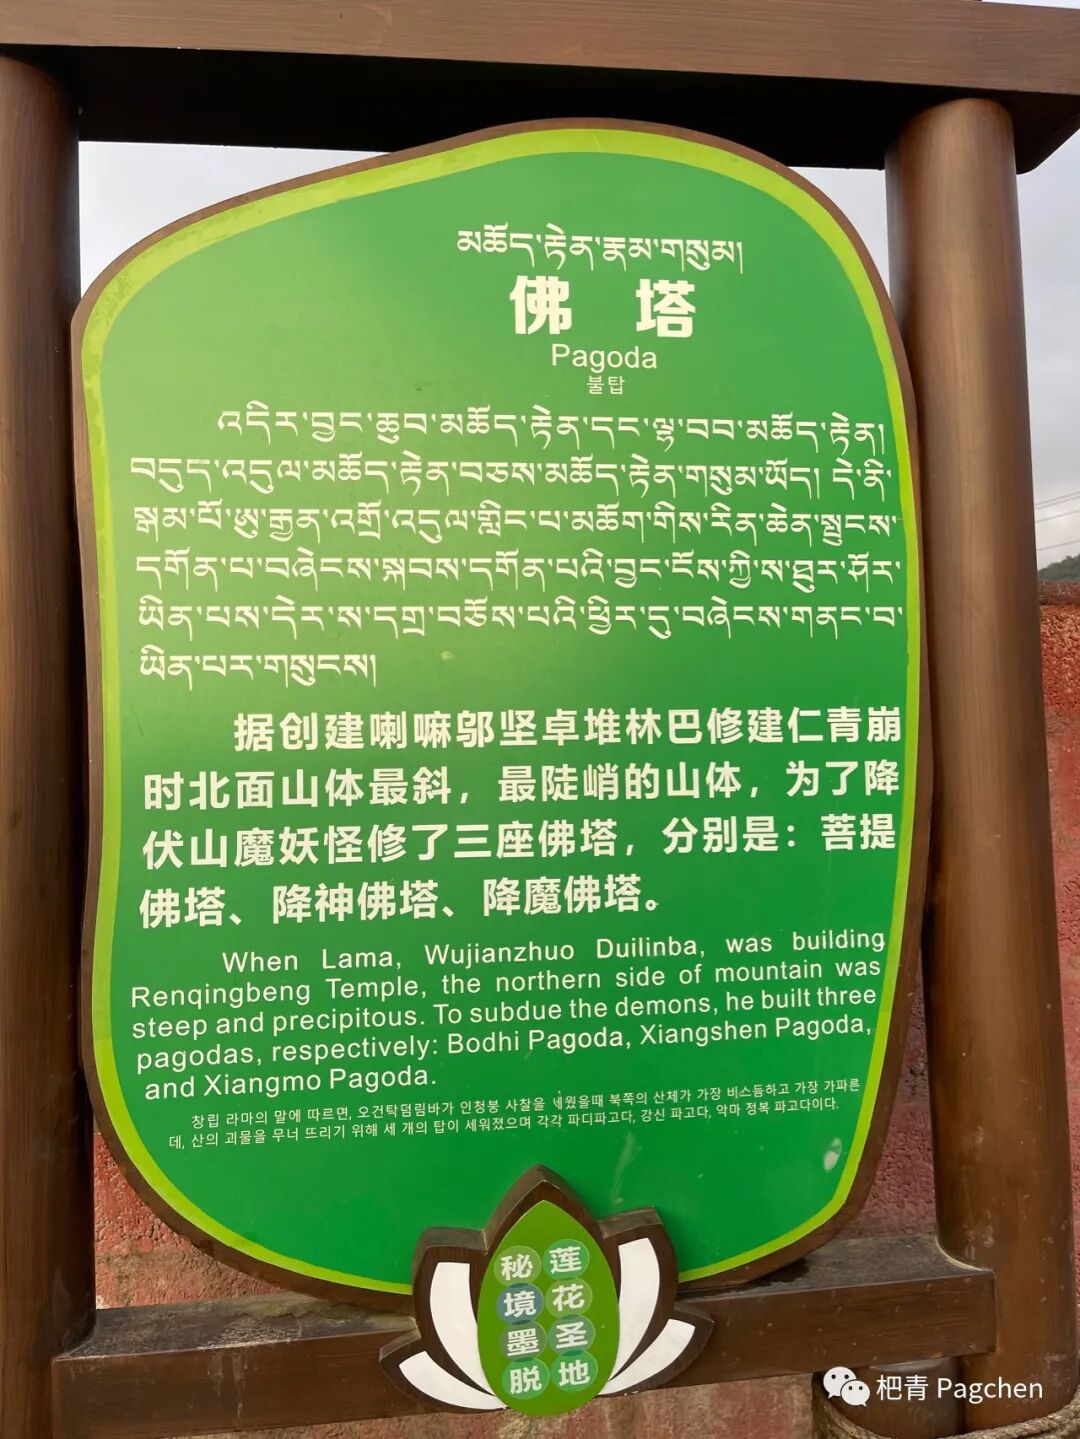 མཆོད་རྟེན་རྣམ་གསུམ།
佛 塔
Pagoda
불탑
འདིར་བྱང་ཆུབ་མཆོད་རྟེན་དང་ལྷ་བབ་མཆོད་རྟེན།
བདུད་འདུལ་མཆོད་རྟེན་བཅས་མཆོད་རྟེན་གསུམ་ཡོད། དེ་ནི་
སྒམ་པོ་ཨུ་རྒྱན་འགྲོ་འདུལ་གླིང་པ་མཆོག་གིས་རིན་ཆེན་སྤུངས་
དགོན་པ་བཞེངས་སྐབས་དགོན་པའི་བྱང་ངོས་ཀྱི་ས་ཐུར་ཤོར་
ཡིན་པས་དེར་ས་དགྲ་བཅོས་པའི་ཕྱིར་དུ་བཞེངས་གནང་བ་
ཡིན་པར་གསུངས།
据创建喇嘛邬坚卓堆林巴修建仁青崩
时北面山体最斜，最陡峭的山体，为了降
伏山魔妖怪修了三座佛塔，分别是：菩提
佛塔、降神佛塔、降魔佛塔。
When Lama, Wujianzhuo Duilinba, was building
Renqingbeng Temple, the northern side of mountain was
steep and precipitous. To subdue the demons, he built three
pagodas, respectively: Bodhi Pagoda, Xiangshen Pagoda,
and Xiangmo Pagoda.
창립 라마의 말에 따르면, 오건탁덤림바가 인청붕 사찰을 세웠을때 북쪽의 산체가 가장 비스듬하고 가장 가파른
데, 산의 괴물을 무너 뜨리기 위해 세 개의 탑이 세워졌으며 각각 파디파고다, 강신 파고다, 악마 정복 파고다이다.
莲花圣地
秘境墨脱
杷青 Pagchen